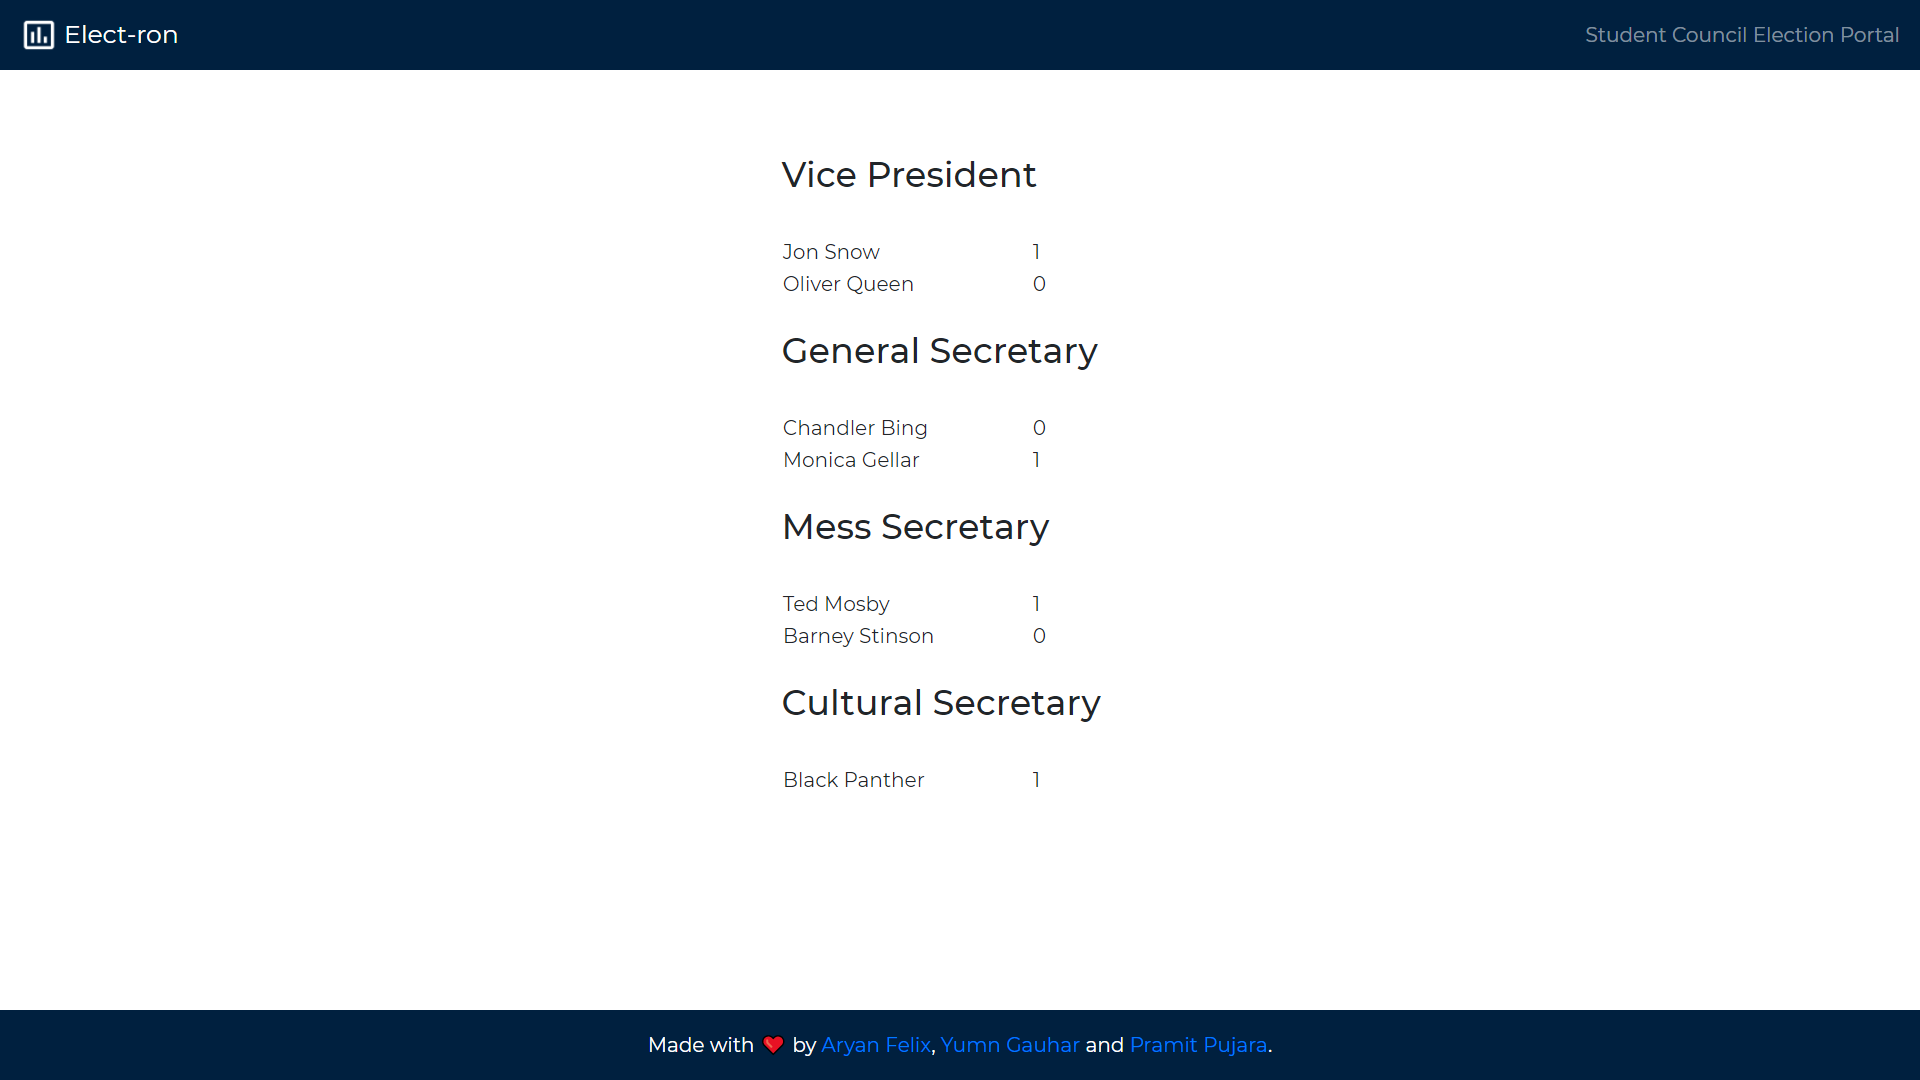 Elect-ron Student Council Election Portal
Vice President
Jon Snow 1
Oliver Queen 0
General Secretary
Chandler Bing 0
Monica Gellar 1
Mess Secretary
Ted Mosby 1
Barney Stinson 0
Cultural Secretary
Black Panther 1
Made with ❤ by Aryan Felix, Yumn Gauhar and Pramit Pujara.